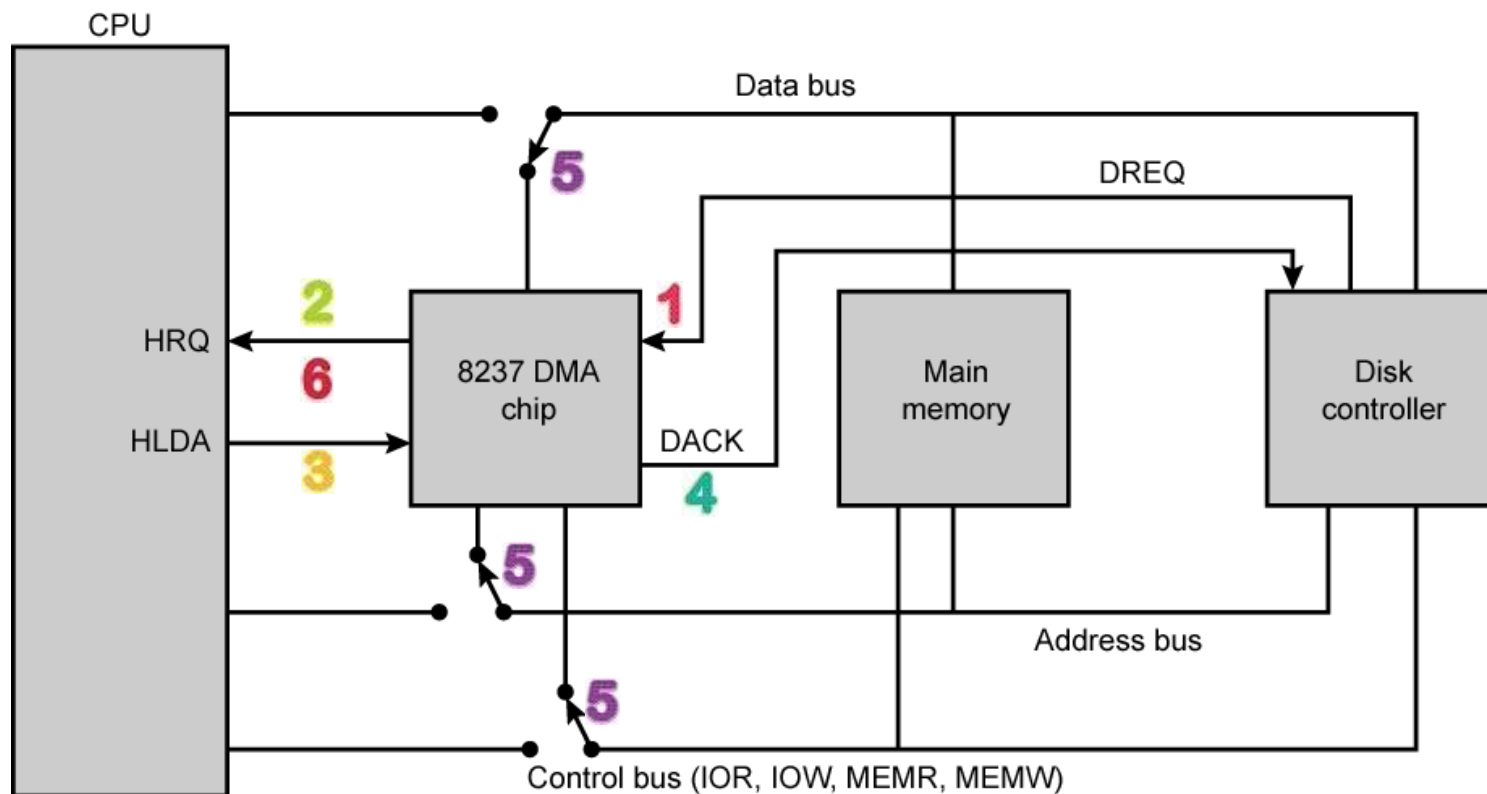 CPU
Data bus
5
DREQ
2
1
HRQ
6
8237 DMA
chip
Main
memory
Disk
controller
HLDA
3
DACK
4
5
Address bus
5
Control bus (IOR, IOW, MEMR, MEMW)